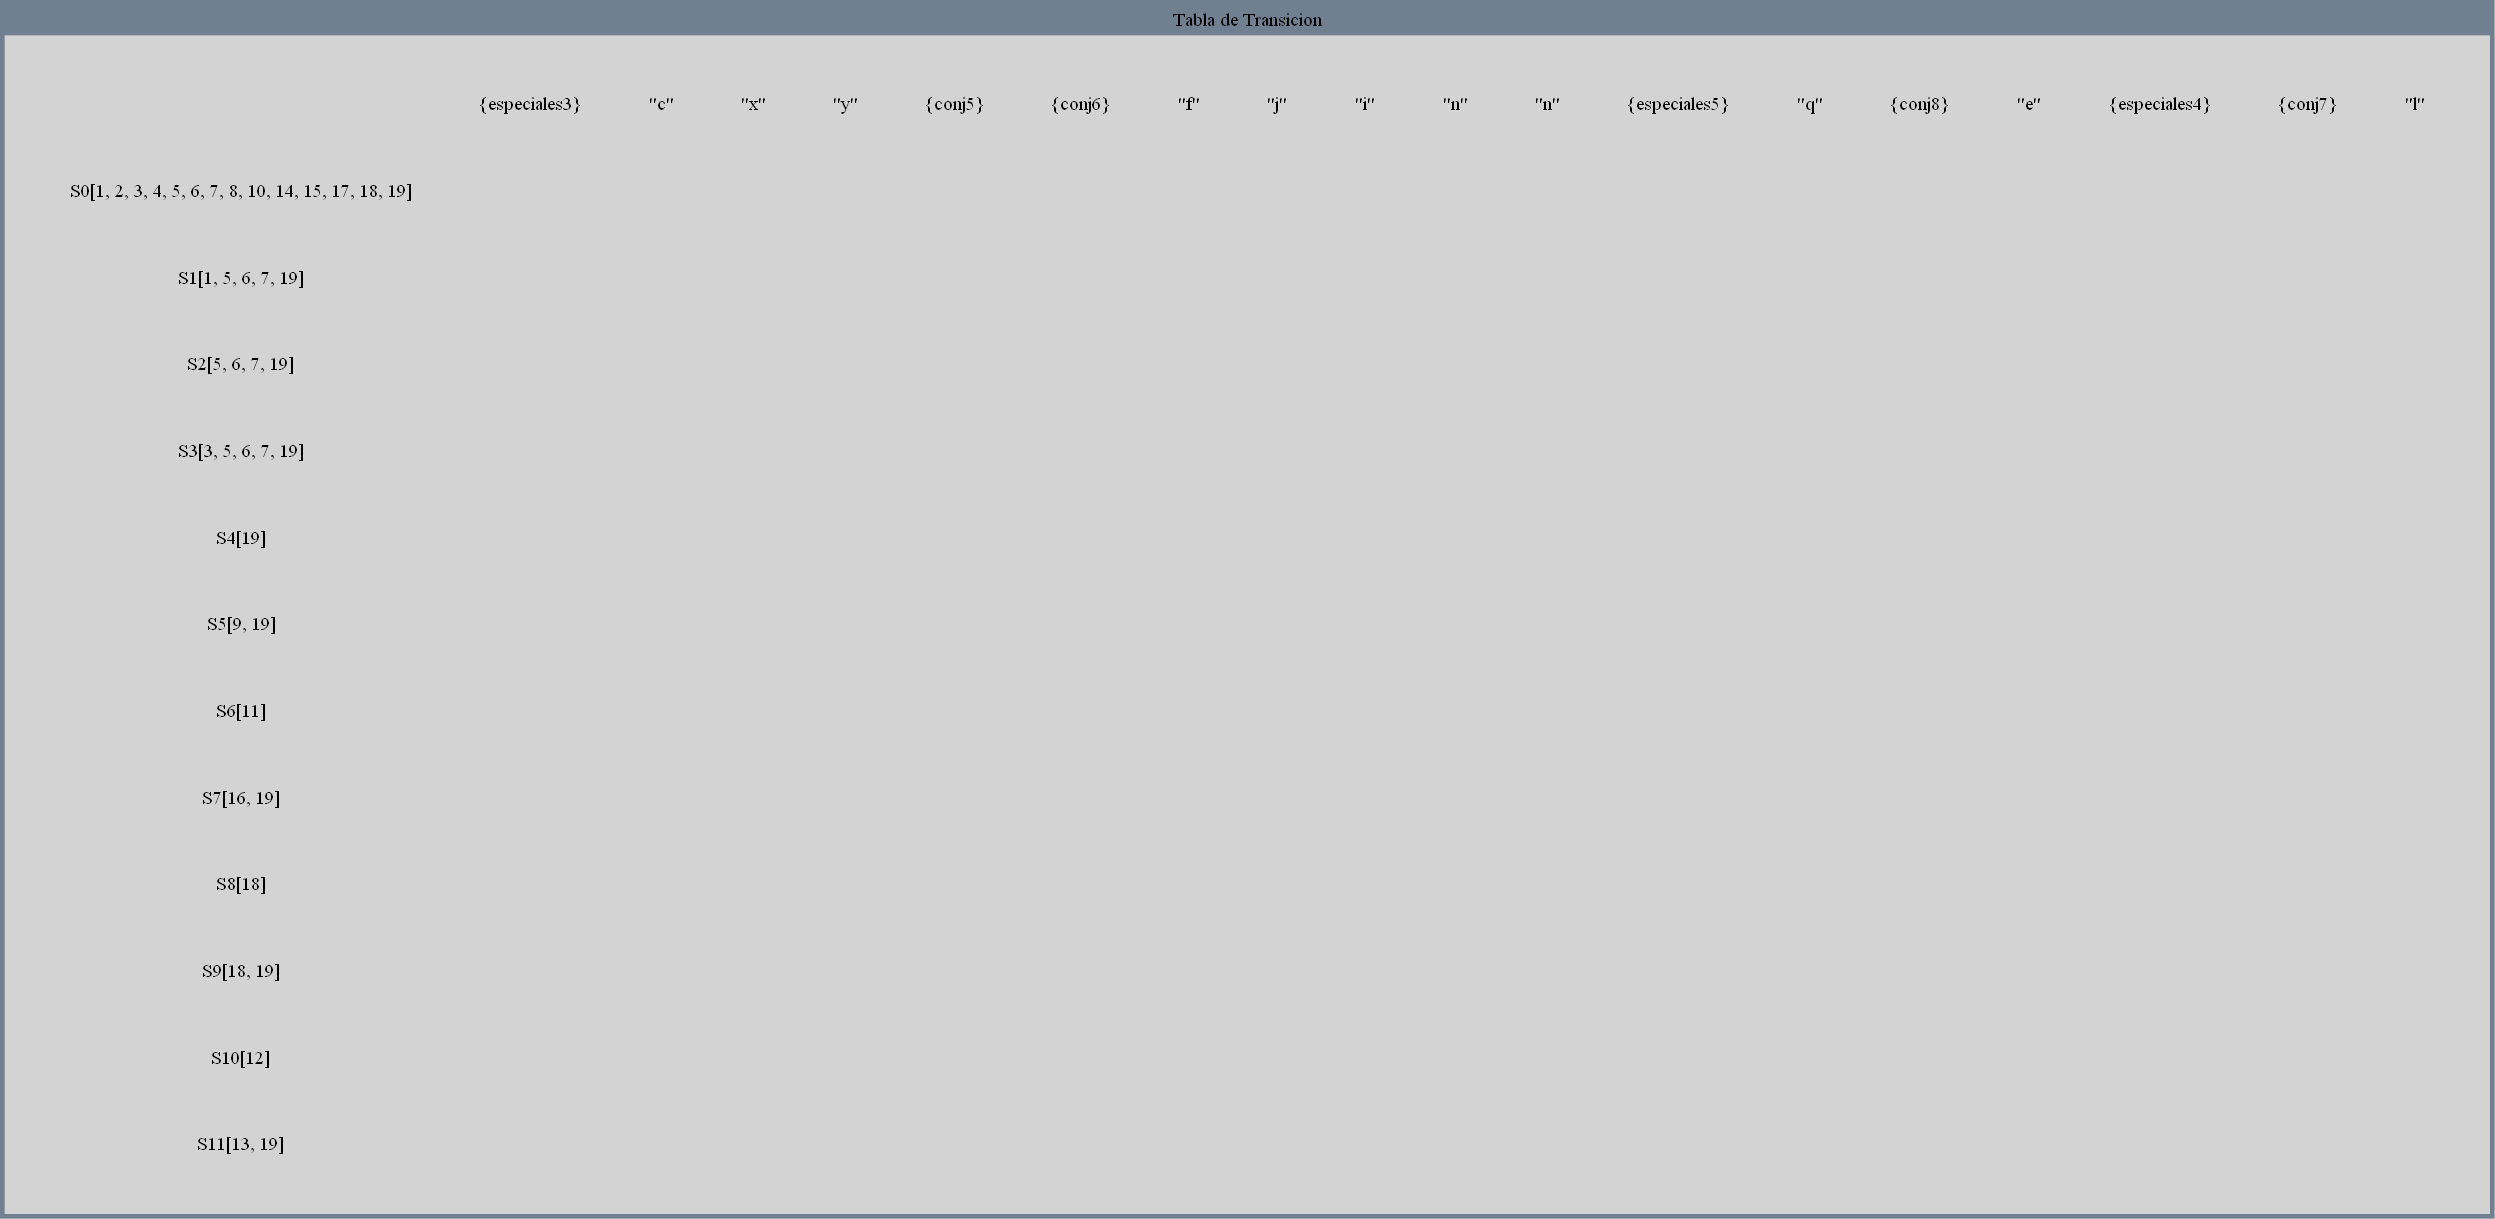 Tabla de Transicion
{especiales3} "c" "x" "y" {conj5} {conj6} "f" "j" "i" "n" "n" {especiales5} "q" {conj8} "e" {especiales4} {conj7} "l"
S0[1, 2, 3, 4, 5, 6, 7, 8, 10, 14, 15, 17, 18, 19]
S1[1, 5, 6, 7, 19]
S2[5, 6, 7, 19]
S3[3, 5, 6, 7, 19]
S4[19]
S5[9, 19]
S6[11]
S7[16, 19]
S8[18]
S9[18, 19]
S10[12]
S11[13, 19]